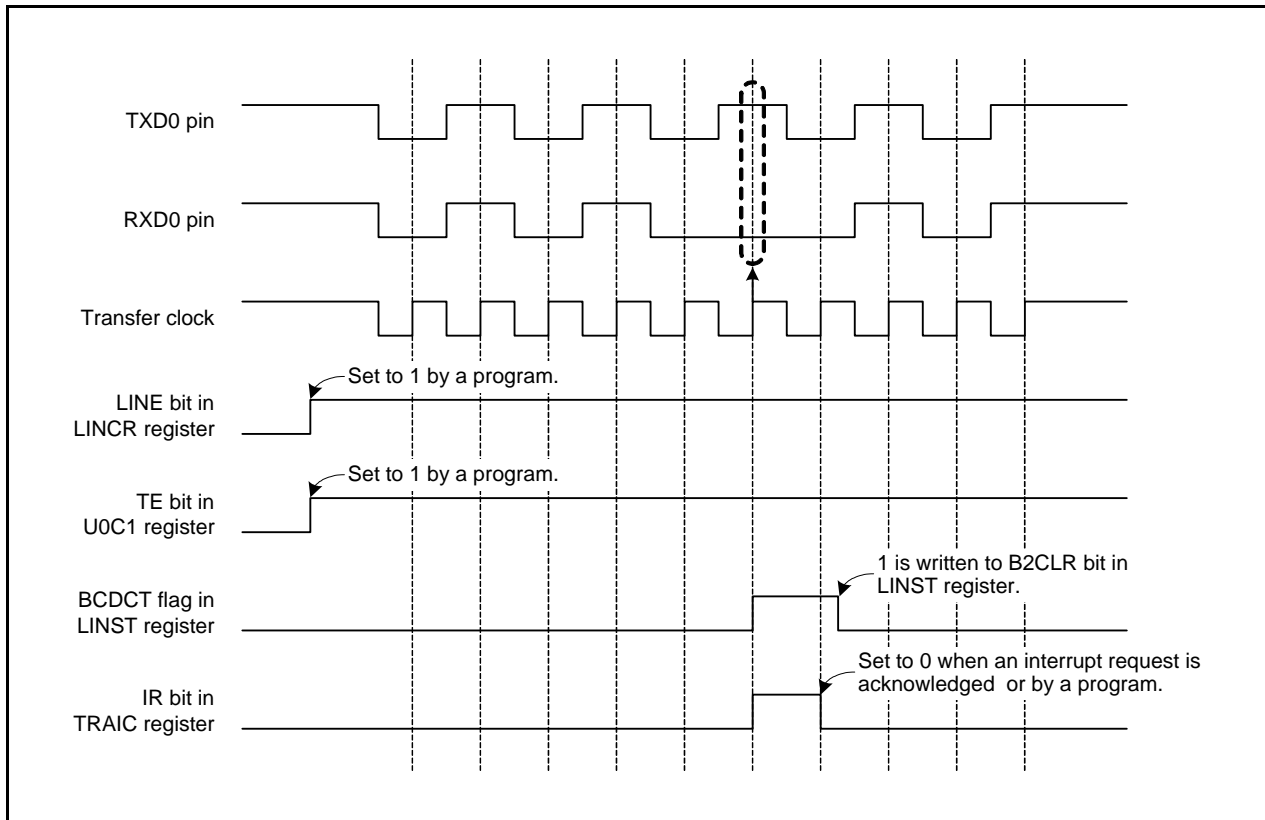 TXD0 pin
RXD0 pin
Transfer clock
Set to 1 by a program.
LINE bit in
LINCR register
Set to 1 by a program.
TE bit in
U0C1 register
1 is written to B2CLR bit in
LINST register.
BCDCT flag in
LINST register
Set to 0 when an interrupt request is
acknowledged or by a program.
IR bit in
TRAIC register